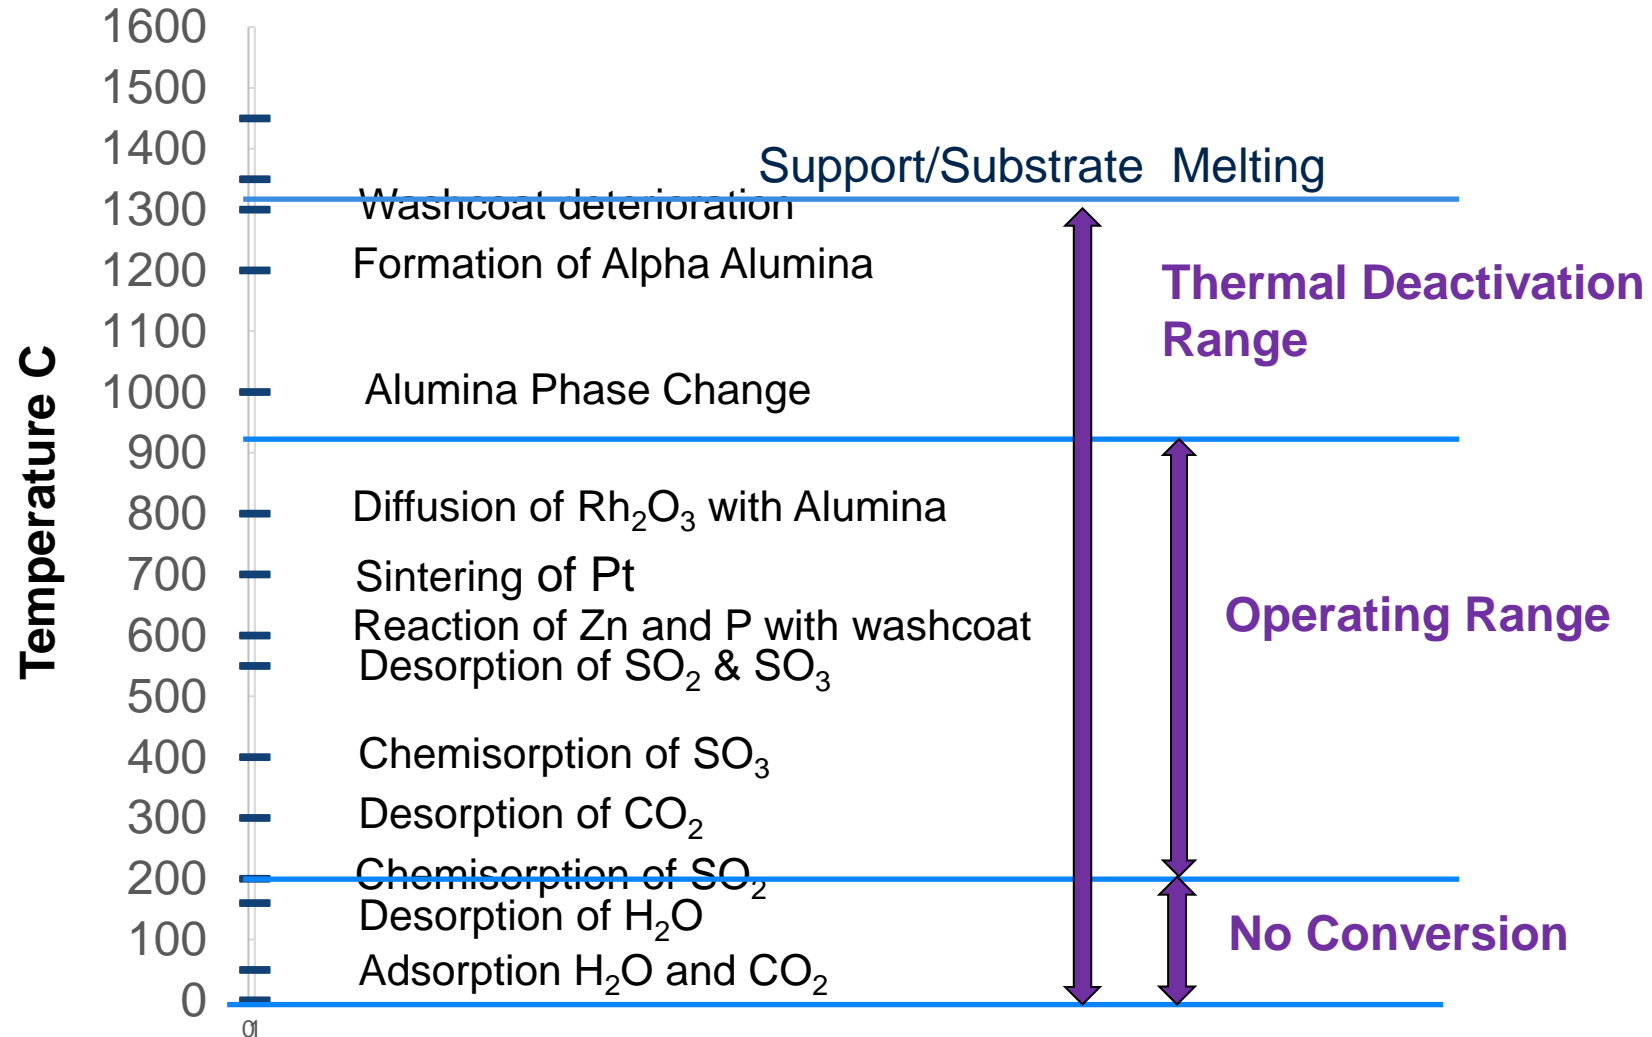 1600
1500
1400
Support/Substrate Melting
1300
Washcoat deterioration
1200
Formation of Alpha Alumina
Thermal Deactivation
Range
1100
1000
Alumina Phase Change
900
800
Diffusion of Rh₂O₃ with Alumina
700
Sintering of Pt
600
Reaction of Zn and P with washcoat
Operating Range
Desorption of SO₂ & SO₃
500
400
Chemisorption of SO₃
300
Desorption of CO₂
200
Chemisorption of SO₂
Desorption of H₂O
100
No Conversion
Adsorption H₂O and CO₂
0
01
Temperature C